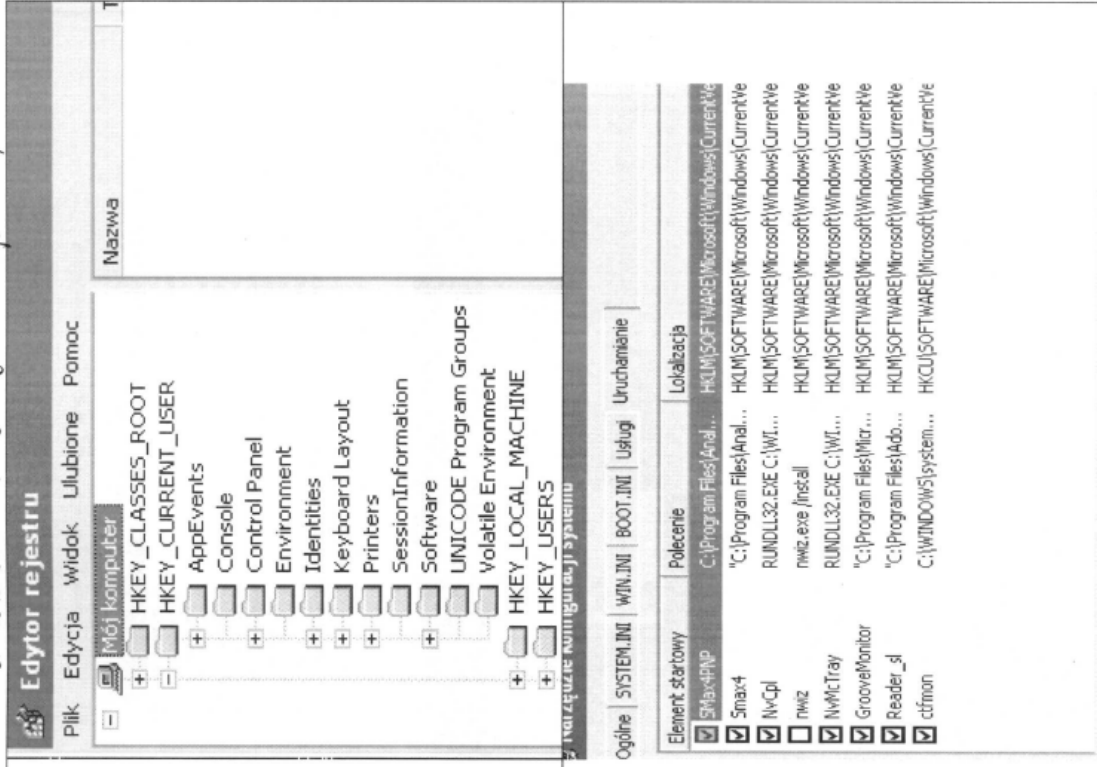 Edytor rejestru
Plik Edycja Widok Ulubione Pomoc
Nazwa T
Mój komputer
HKEY_CLASSES_ROOT
HKEY_CURRENT_USER
AppEvents
Console
Control Panel
Environment
Identities
Keyboard Layout
Printers
SessionInformation
Software
UNICODE Program Groups
Volatile Environment
HKEY_LOCAL_MACHINE
HKEY_USERS
Narzędzie konfiguracji systemu
Ogólne SYSTEM.INI WIN.INI BOOT.INI Usługi Uruchamianie
Element startowy Polecenie Lokalizacja
SMax4PNP C:\Program Files\Anal... HKLM\SOFTWARE\Microsoft\Windows\CurrentVe
Smax4 "C:\Program Files\Anal... HKLM\SOFTWARE\Microsoft\Windows\CurrentVe
NvCpl RUNDLL32.EXE C:\WI... HKLM\SOFTWARE\Microsoft\Windows\CurrentVe
nwiz nwiz.exe /install HKLM\SOFTWARE\Microsoft\Windows\CurrentVe
NvMcTray RUNDLL32.EXE C:\WI... HKLM\SOFTWARE\Microsoft\Windows\CurrentVe
GrooveMonitor "C:\Program Files\Micr... HKLM\SOFTWARE\Microsoft\Windows\CurrentVe
Reader_sl "C:\Program Files\Ado... HKLM\SOFTWARE\Microsoft\Windows\CurrentVe
ctfmon C:\WINDOWS\system... HKCU\SOFTWARE\Microsoft\Windows\CurrentVe